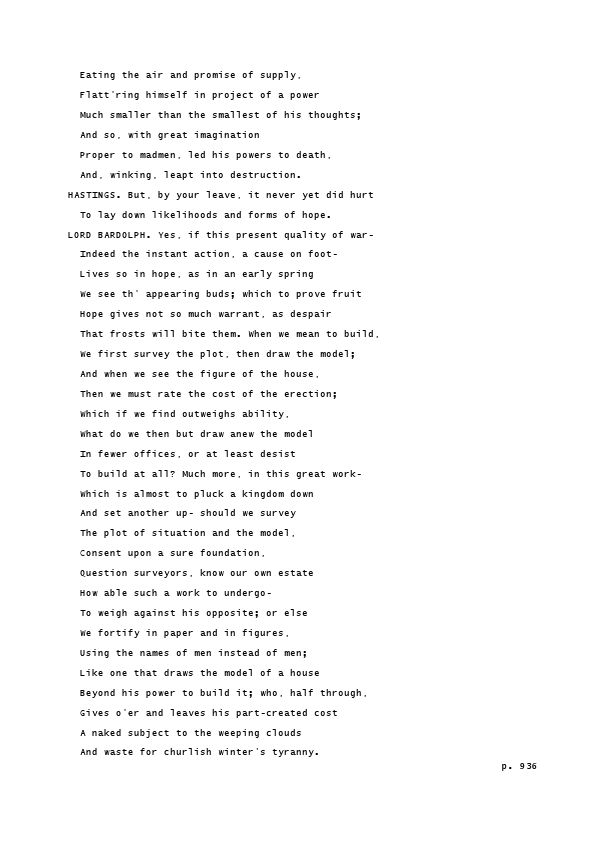 Eating the air and promise of supply,
Flatt'ring himself in project of a power
Much smaller than the smallest of his thoughts;
And so, with great imagination
Proper to madmen, led his powers to death,
And, winking, leapt into destruction.
HASTINGS. But, by your leave, it never yet did hurt
To lay down likelihoods and forms of hope.
LORD BARDOLPH. Yes, if this present quality of war-
Indeed the instant action, a cause on foot-
Lives so in hope, as in an early spring
We see th' appearing buds; which to prove fruit
Hope gives not so much warrant, as despair
That frosts will bite them. When we mean to build,
We first survey the plot, then draw the model;
And when we see the figure of the house,
Then we must rate the cost of the erection;
Which if we find outweighs ability,
What do we then but draw anew the model
In fewer offices, or at least desist
To build at all? Much more, in this great work-
Which is almost to pluck a kingdom down
And set another up- should we survey
The plot of situation and the model,
Consent upon a sure foundation,
Question surveyors, know our own estate
How able such a work to undergo-
To weigh against his opposite; or else
We fortify in paper and in figures,
Using the names of men instead of men;
Like one that draws the model of a house
Beyond his power to build it; who, half through,
Gives o'er and leaves his part-created cost
A naked subject to the weeping clouds
And waste for churlish winter's tyranny.
p. 936